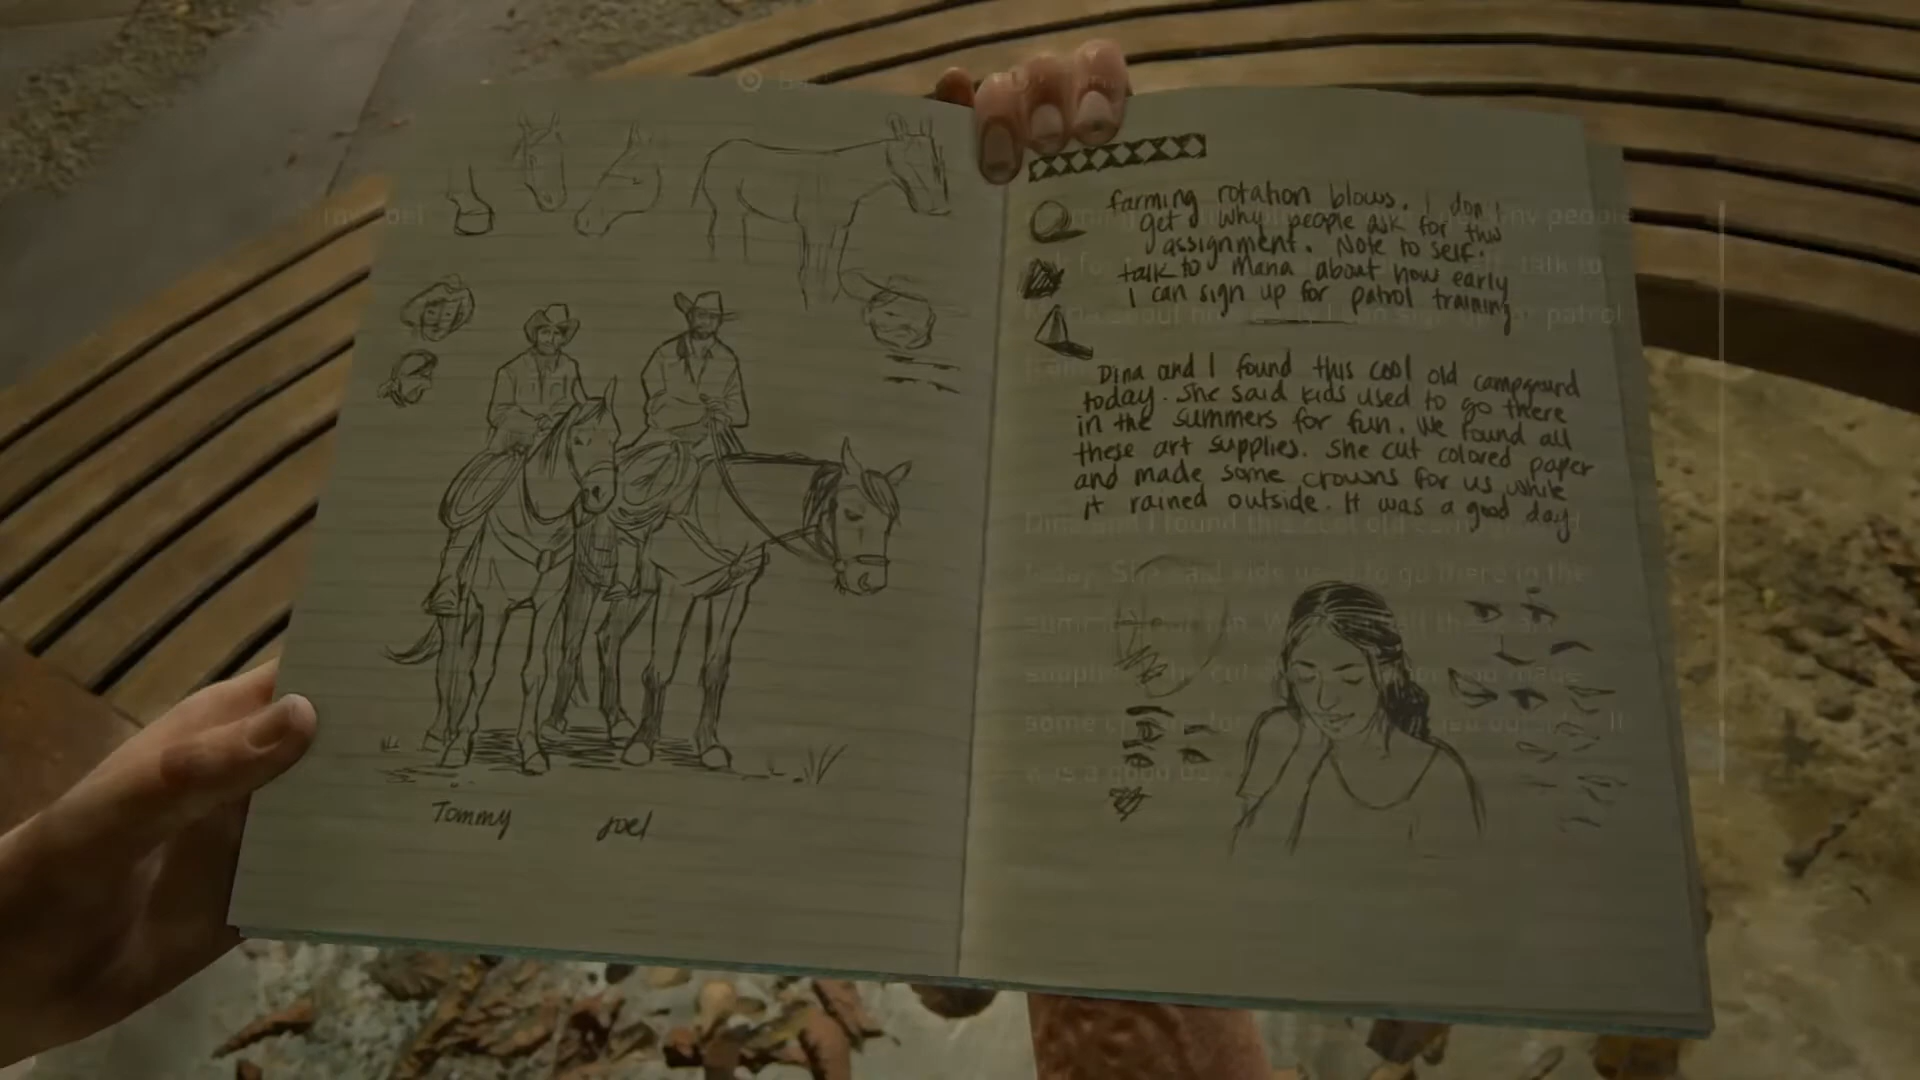 farming rotation blows. I don't
get why people ask for this
assignment. Note to self:
talk to Maria about how early
I can sign up for patrol training
Dina and I found this cool old campground
today. She said kids used to go there
in the summers for fun. We found all
these art supplies. She cut colored paper
and made some crowns for us while
it rained outside. It was a good day
Tommy Joel